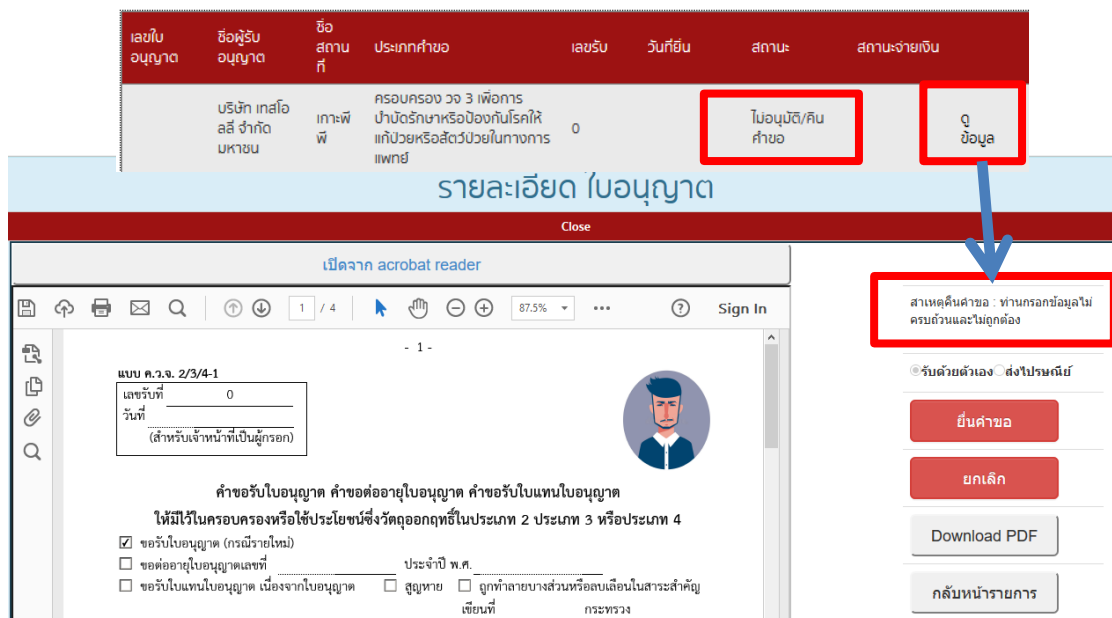 เลขใบ
อนุญาต
ชื่อผู้รับ
อนุญาต
ชื่อ
สถาน
ที่
ประเภทคำขอ
เลขรับ
วันที่ยื่น
สถานะ
สถานะจ่ายเงิน
บริษัท เทสโอ
ลลี่ จำกัด
มหาชน
เกาะพี
พี
ครอบครอง วจ 3 เพื่อการ
บำบัดรักษาหรือป้องกันโรคให้
แก่ป่วยหรือสัตว์ป่วยในทางการ
แพทย์
0
ไม่อนุมัติ/คืน
คำขอ
ดู
ข้อมูล
รายละเอียด ใบอนุญาต
Close
เปิดจาก acrobat reader
1 / 4
87.5%
Sign In
สาเหตุคืนคำขอ : ท่านกรอกข้อมูลไม่
ครบถ้วนและไม่ถูกต้อง
รับด้วยตัวเอง ส่งไปรษณีย์
ยื่นคำขอ
ยกเลิก
Download PDF
กลับหน้ารายการ
- 1 -
แบบ ค.ว.จ. 2/3/4-1
เลขรับที่ 0
วันที่
(สำหรับเจ้าหน้าที่เป็นผู้กรอก)
คำขอรับใบอนุญาต คำขอต่ออายุใบอนุญาต คำขอรับใบแทนใบอนุญาต
ให้มีไว้ในครอบครองหรือใช้ประโยชน์ซึ่งวัตถุออกฤทธิ์ในประเภท 2 ประเภท 3 หรือประเภท 4
ขอรับใบอนุญาต (กรณีรายใหม่)
ขอต่ออายุใบอนุญาตเลขที่ ประจำปี พ.ศ.
ขอรับใบแทนใบอนุญาต เนื่องจากใบอนุญาต สูญหาย ถูกทำลายบางส่วนหรือลบเลือนในสาระสำคัญ
เขียนที่ กระทรวง